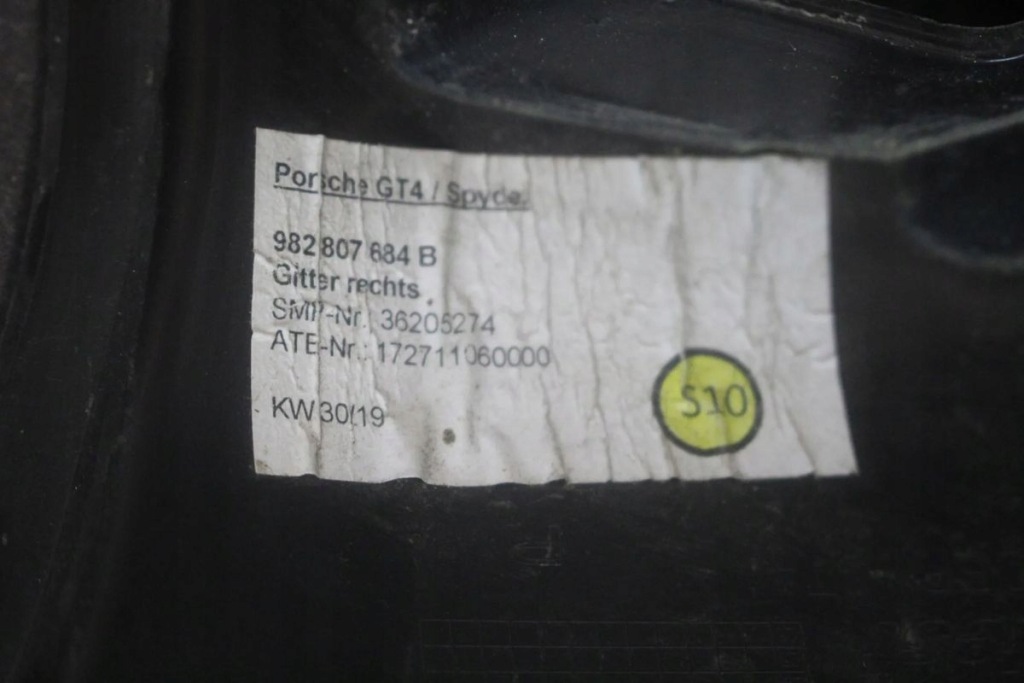 Porsche GT4 / Spyder
982 807 684 B
Gitter rechts
SMP-Nr.: 36205274
ATE-Nr.: 172711060000
KW 30/19
S10